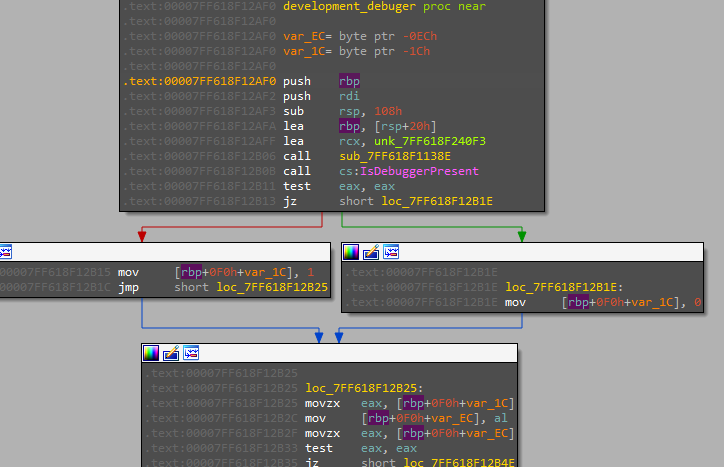 .text:00007FF618F12AF0 development_debuger proc near
.text:00007FF618F12AF0
.text:00007FF618F12AF0 var_EC= byte ptr -0ECh
.text:00007FF618F12AF0 var_1C= byte ptr -1Ch
.text:00007FF618F12AF0
.text:00007FF618F12AF0 push rbp
.text:00007FF618F12AF2 push rdi
.text:00007FF618F12AF3 sub rsp, 108h
.text:00007FF618F12AFA lea rbp, [rsp+20h]
.text:00007FF618F12AFF lea rcx, unk_7FF618F240F3
.text:00007FF618F12B06 call sub_7FF618F1138E
.text:00007FF618F12B0B call cs:IsDebuggerPresent
.text:00007FF618F12B11 test eax, eax
.text:00007FF618F12B13 jz short loc_7FF618F12B1E
00007FF618F12B15 mov [rbp+0F0h+var_1C], 1
00007FF618F12B1C jmp short loc_7FF618F12B25
.text:00007FF618F12B1E
.text:00007FF618F12B1E loc_7FF618F12B1E:
.text:00007FF618F12B1E mov [rbp+0F0h+var_1C], 0
.text:00007FF618F12B25
.text:00007FF618F12B25 loc_7FF618F12B25:
.text:00007FF618F12B25 movzx eax, [rbp+0F0h+var_1C]
.text:00007FF618F12B2C mov [rbp+0F0h+var_EC], al
.text:00007FF618F12B2F movzx eax, [rbp+0F0h+var_EC]
.text:00007FF618F12B33 test eax, eax
.text:00007FF618F12B35 jz short loc_7FF618F12B4E